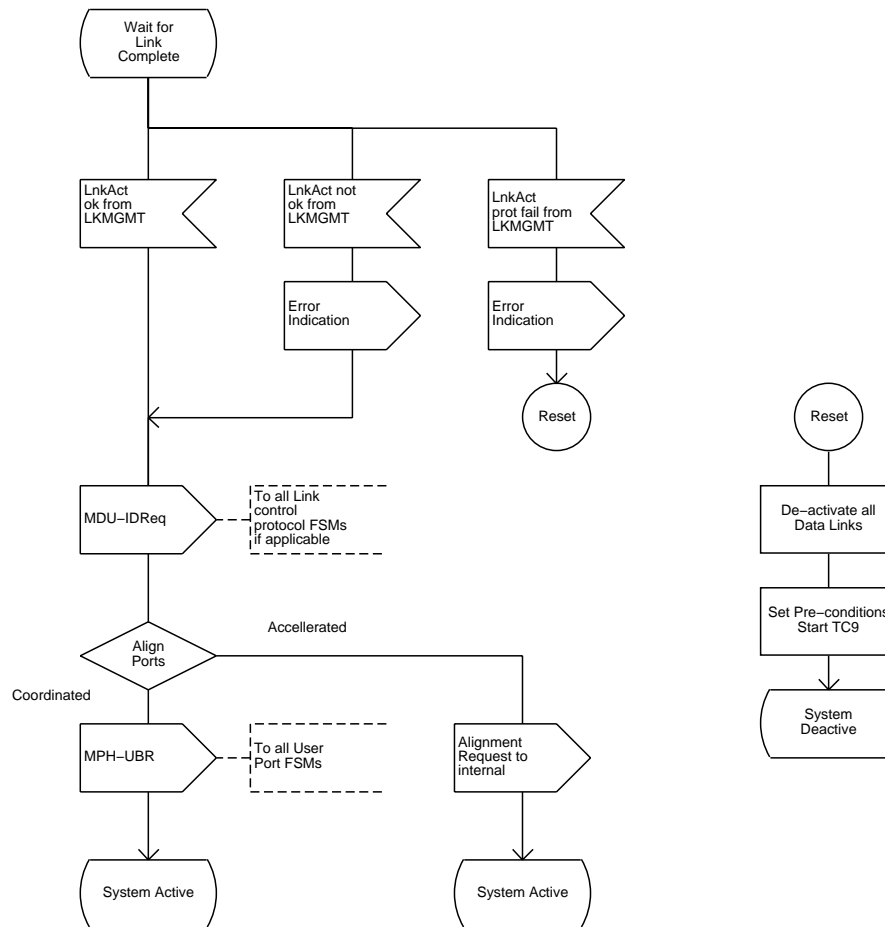 Wait for
Link
Complete
LnkAct
ok from
LKMGMT
LnkAct not
ok from
LKMGMT
LnkAct
prot fail from
LKMGMT
Error
Indication
Error
Indication
Reset
Reset
MDU−IDReq
To all Link
control
protocol FSMs
if applicable
De−activate all
Data Links
Set Pre−conditions
Start TC9
Align
Ports
Accellerated
Coordinated
System
Deactive
MPH−UBR
To all User
Port FSMs
Alignment
Request to
internal
System Active
System Active